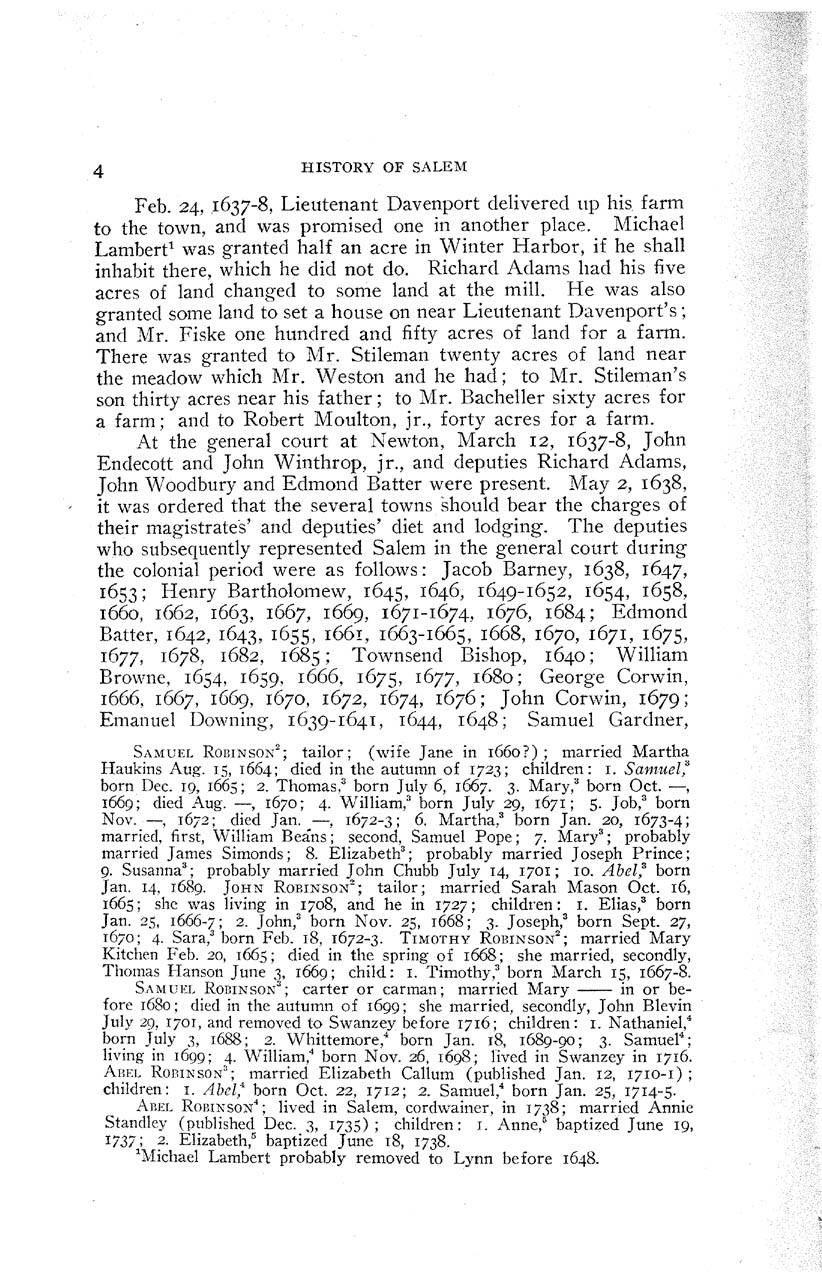 4 HISTORY OF SALEM
Feb. 24, 1637-8, Lieutenant Davenport delivered up his farm
to the town, and was promised one in another place. Michael
Lambert¹ was granted half an acre in Winter Harbor, if he shall
inhabit there, which he did not do. Richard Adams had his five
acres of land changed to some land at the mill. He was also
granted some land to set a house on near Lieutenant Davenport's;
and Mr. Fiske one hundred and fifty acres of land for a farm.
There was granted to Mr. Stileman twenty acres of land near
the meadow which Mr. Weston and he had; to Mr. Stileman's
son thirty acres near his father; to Mr. Bacheller sixty acres for
a farm; and to Robert Moulton, jr., forty acres for a farm.
At the general court at Newton, March 12, 1637-8, John
Endecott and John Winthrop, jr., and deputies Richard Adams,
John Woodbury and Edmond Batter were present. May 2, 1638,
it was ordered that the several towns should bear the charges of
their magistrates' and deputies' diet and lodging. The deputies
who subsequently represented Salem in the general court during
the colonial period were as follows: Jacob Barney, 1638, 1647,
1653; Henry Bartholomew, 1645, 1646, 1649-1652, 1654, 1658,
1660, 1662, 1663, 1667, 1669, 1671-1674, 1676, 1684; Edmond
Batter, 1642, 1643, 1655, 1661, 1663-1665, 1668, 1670, 1671, 1675,
1677, 1678, 1682, 1685; Townsend Bishop, 1640; William
Browne, 1654, 1659, 1666, 1675, 1677, 1680; George Corwin,
1666, 1667, 1669, 1670, 1672, 1674, 1676; John Corwin, 1679;
Emanuel Downing, 1639-1641, 1644, 1648; Samuel Gardner,
SAMUEL ROBINSON²; tailor; (wife Jane in 1660?); married Martha
Haukins Aug. 15, 1664; died in the autumn of 1723; children: 1. Samuel,³
born Dec. 19, 1665; 2. Thomas,³ born July 6, 1667. 3. Mary,³ born Oct. —,
1669; died Aug. —, 1670; 4. William,³ born July 29, 1671; 5. Job,³ born
Nov. —, 1672; died Jan. —, 1672-3; 6. Martha,³ born Jan. 20, 1673-4;
married, first, William Beans; second, Samuel Pope; 7. Mary³; probably
married James Simonds; 8. Elizabeth³; probably married Joseph Prince;
9. Susanna³; probably married John Chubb July 14, 1701; 10. Abel,³ born
Jan. 14, 1689. JOHN ROBINSON²; tailor; married Sarah Mason Oct. 16,
1665; she was living in 1708, and he in 1727; children: 1. Elias,³ born
Jan. 25, 1666-7; 2. John,³ born Nov. 25, 1668; 3. Joseph,³ born Sept. 27,
1670; 4. Sara,³ born Feb. 18, 1672-3. TIMOTHY ROBINSON²; married Mary
Kitchen Feb. 20, 1665; died in the spring of 1668; she married, secondly,
Thomas Hanson June 3, 1669; child: 1. Timothy,³ born March 15, 1667-8.
SAMUEL ROBINSON³; carter or carman; married Mary —— in or be-
fore 1680; died in the autumn of 1699; she married, secondly, John Blevin
July 29, 1701, and removed to Swanzey before 1716; children: 1. Nathaniel,⁴
born July 3, 1688; 2. Whittemore,⁴ born Jan. 18, 1689-90; 3. Samuel⁴;
living in 1699; 4. William,⁴ born Nov. 26, 1698; lived in Swanzey in 1716.
ABEL ROBINSON³; married Elizabeth Callum (published Jan. 12, 1710-1);
children: 1. Abel,⁴ born Oct. 22, 1712; 2. Samuel,⁴ born Jan. 25, 1714-5.
ABEL ROBINSON⁴; lived in Salem, cordwainer, in 1738; married Annie
Standley (published Dec. 3, 1735); children: 1. Anne,⁵ baptized June 19,
1737; 2. Elizabeth,⁵ baptized June 18, 1738.
¹Michael Lambert probably removed to Lynn before 1648.